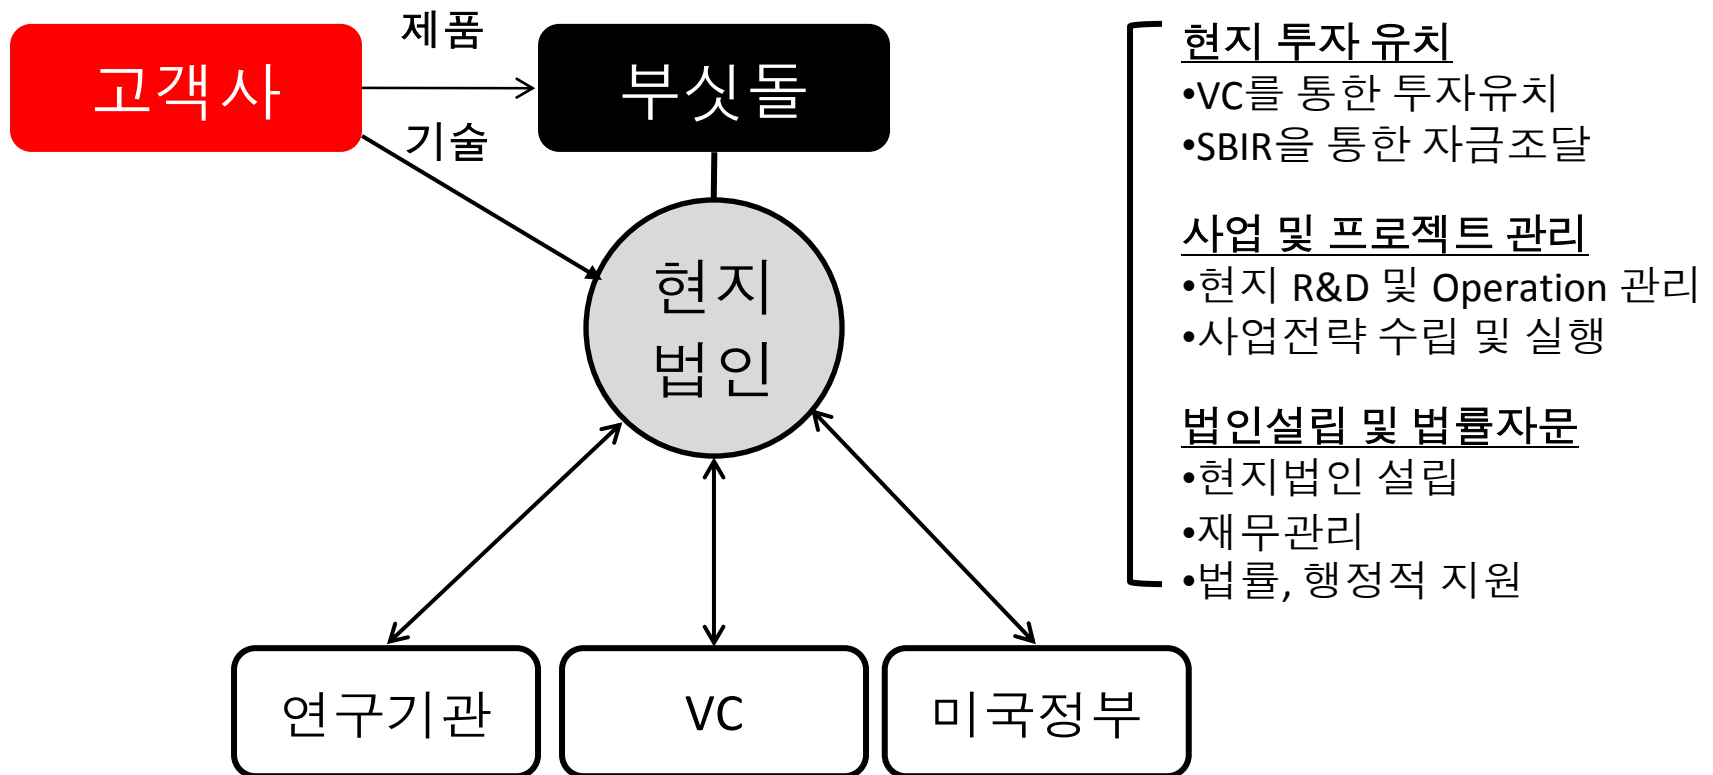 제품
고객사
부싯돌
기술
현지
법인
연구기관
VC
미국정부
현지 투자 유치
•VC를 통한 투자유치
•SBIR을 통한 자금조달
사업 및 프로젝트 관리
•현지 R&D 및 Operation 관리
•사업전략 수립 및 실행
법인설립 및 법률자문
•현지법인 설립
•재무관리
•법률, 행정적 지원